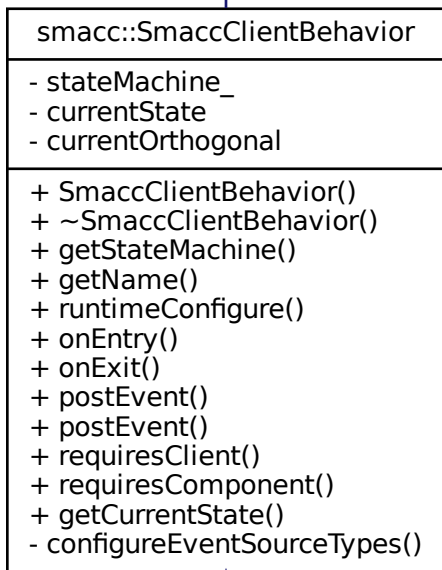 smacc::SmaccClientBehavior
- stateMachine_
- currentState
- currentOrthogonal
+ SmaccClientBehavior()
+ ~SmaccClientBehavior()
+ getStateMachine()
+ getName()
+ runtimeConfigure()
+ onEntry()
+ onExit()
+ postEvent()
+ postEvent()
+ requiresClient()
+ requiresComponent()
+ getCurrentState()
- configureEventSourceTypes()